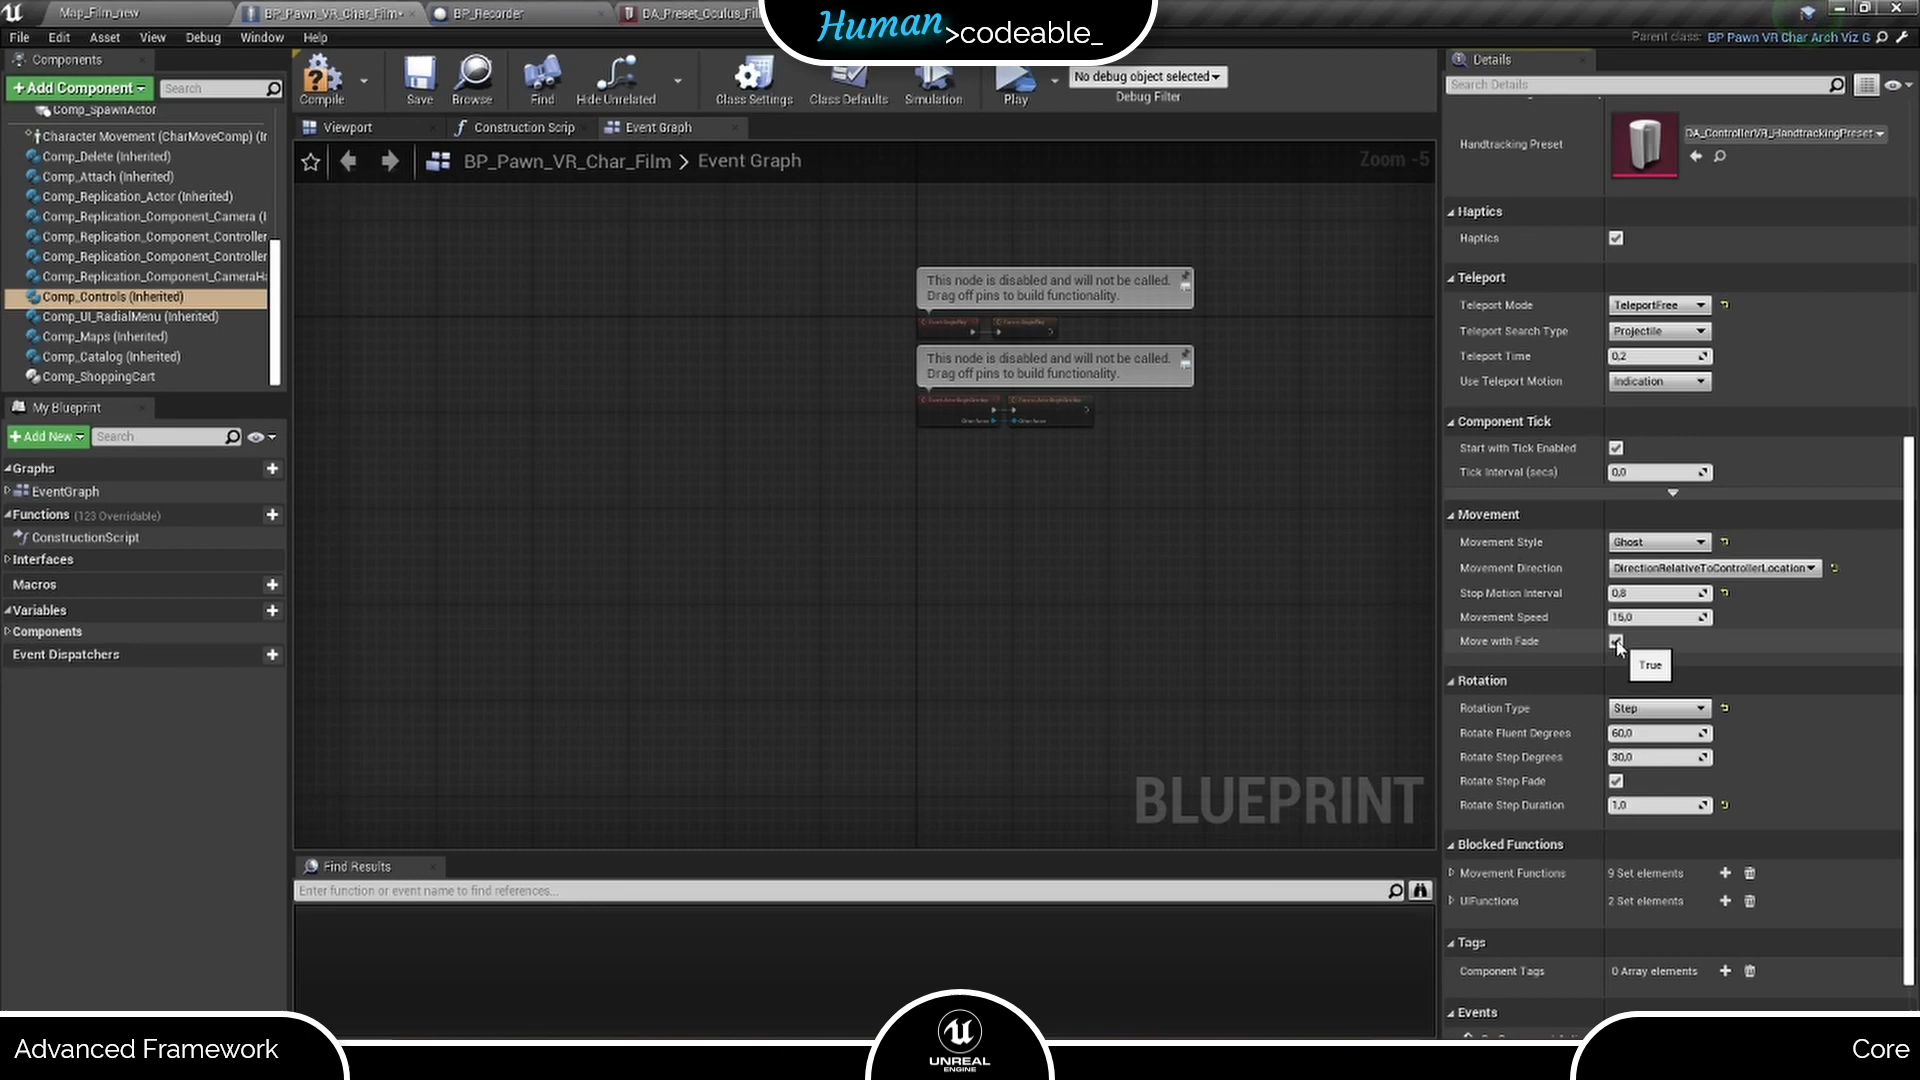 Map_Film_new
BP_Pawn_VR_Char_Film•
BP_Recorder
DA_Preset_Oculus_Fil
Human >codeable_
File Edit Asset View Debug Window Help
Parent class: BP Pawn VR Char Arch Viz G
Components
+Add Component
Search
Comp_SpawnActor
Character Movement (CharMoveComp) (Ir
Comp_Delete (Inherited)
Comp_Attach (Inherited)
Comp_Replication_Actor (Inherited)
Comp_Replication_Component_Camera (I
Comp_Replication_Component_Controller
Comp_Replication_Component_Controller
Comp_Replication_Component_CameraHa
Comp_Controls (Inherited)
Comp_UI_RadialMenu (Inherited)
Comp_Maps (Inherited)
Comp_Catalog (Inherited)
Comp_ShoppingCart
My Blueprint
+Add New
Search
Graphs
EventGraph
Functions (123 Overridable)
ConstructionScript
Interfaces
Macros
Variables
Components
Event Dispatchers
Compile
Save
Browse
Find
Hide Unrelated
Class Settings
Class Defaults
Simulation
Play
No debug object selected
Debug Filter
Viewport
Construction Scrip
Event Graph
BP_Pawn_VR_Char_Film > Event Graph
Zoom -5
This node is disabled and will not be called.
Drag off pins to build functionality.
This node is disabled and will not be called.
Drag off pins to build functionality.
BLUEPRINT
Find Results
Enter function or event name to find references...
Details
Search Details
Handtracking Preset
DA_ControllerVR_HandtrackingPreset
Haptics
Haptics
Teleport
Teleport Mode TeleportFree
Teleport Search Type Projectile
Teleport Time 0,2
Use Teleport Motion Indication
Component Tick
Start with Tick Enabled
Tick Interval (secs) 0,0
Movement
Movement Style Ghost
Movement Direction DirectionRelativeToControllerLocation
Stop Motion Interval 0,8
Movement Speed 15,0
Move with Fade
True
Rotation
Rotation Type Step
Rotate Fluent Degrees 60,0
Rotate Step Degrees 30,0
Rotate Step Fade
Rotate Step Duration 1,0
Blocked Functions
Movement Functions 9 Set elements
UIFunctions 2 Set elements
Tags
Component Tags 0 Array elements
Events
Advanced Framework
UNREAL
ENGINE
Core